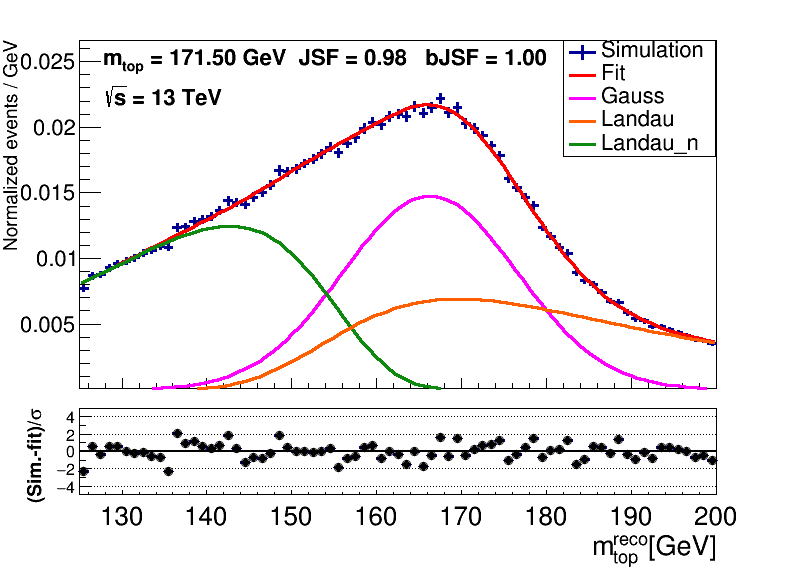 m_top = 171.50 GeV JSF = 0.98 bJSF = 1.00
√s = 13 TeV
Simulation
Fit
Gauss
Landau
Landau_n
Normalized events / GeV
0.025
0.02
0.015
0.01
0.005
(Sim.-fit)/σ
4
2
0
−2
−4
130 140 150 160 170 180 190 200
m_top^reco[GeV]